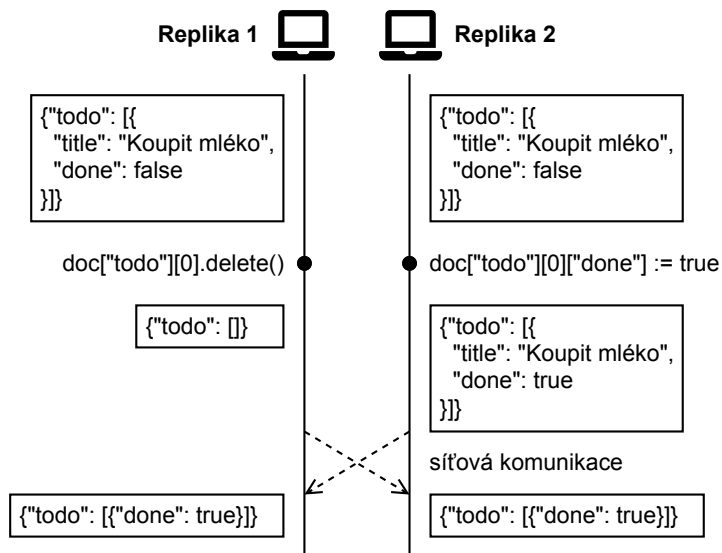 Replika 1
Replika 2
{"todo": [{
"title": "Koupit mléko",
"done": false
}]}
{"todo": [{
"title": "Koupit mléko",
"done": false
}]}
doc["todo"][0].delete()
doc["todo"][0]["done"] := true
{"todo": []}
{"todo": [{
"title": "Koupit mléko",
"done": true
}]}
síťová komunikace
{"todo": [{"done": true}]}
{"todo": [{"done": true}]}